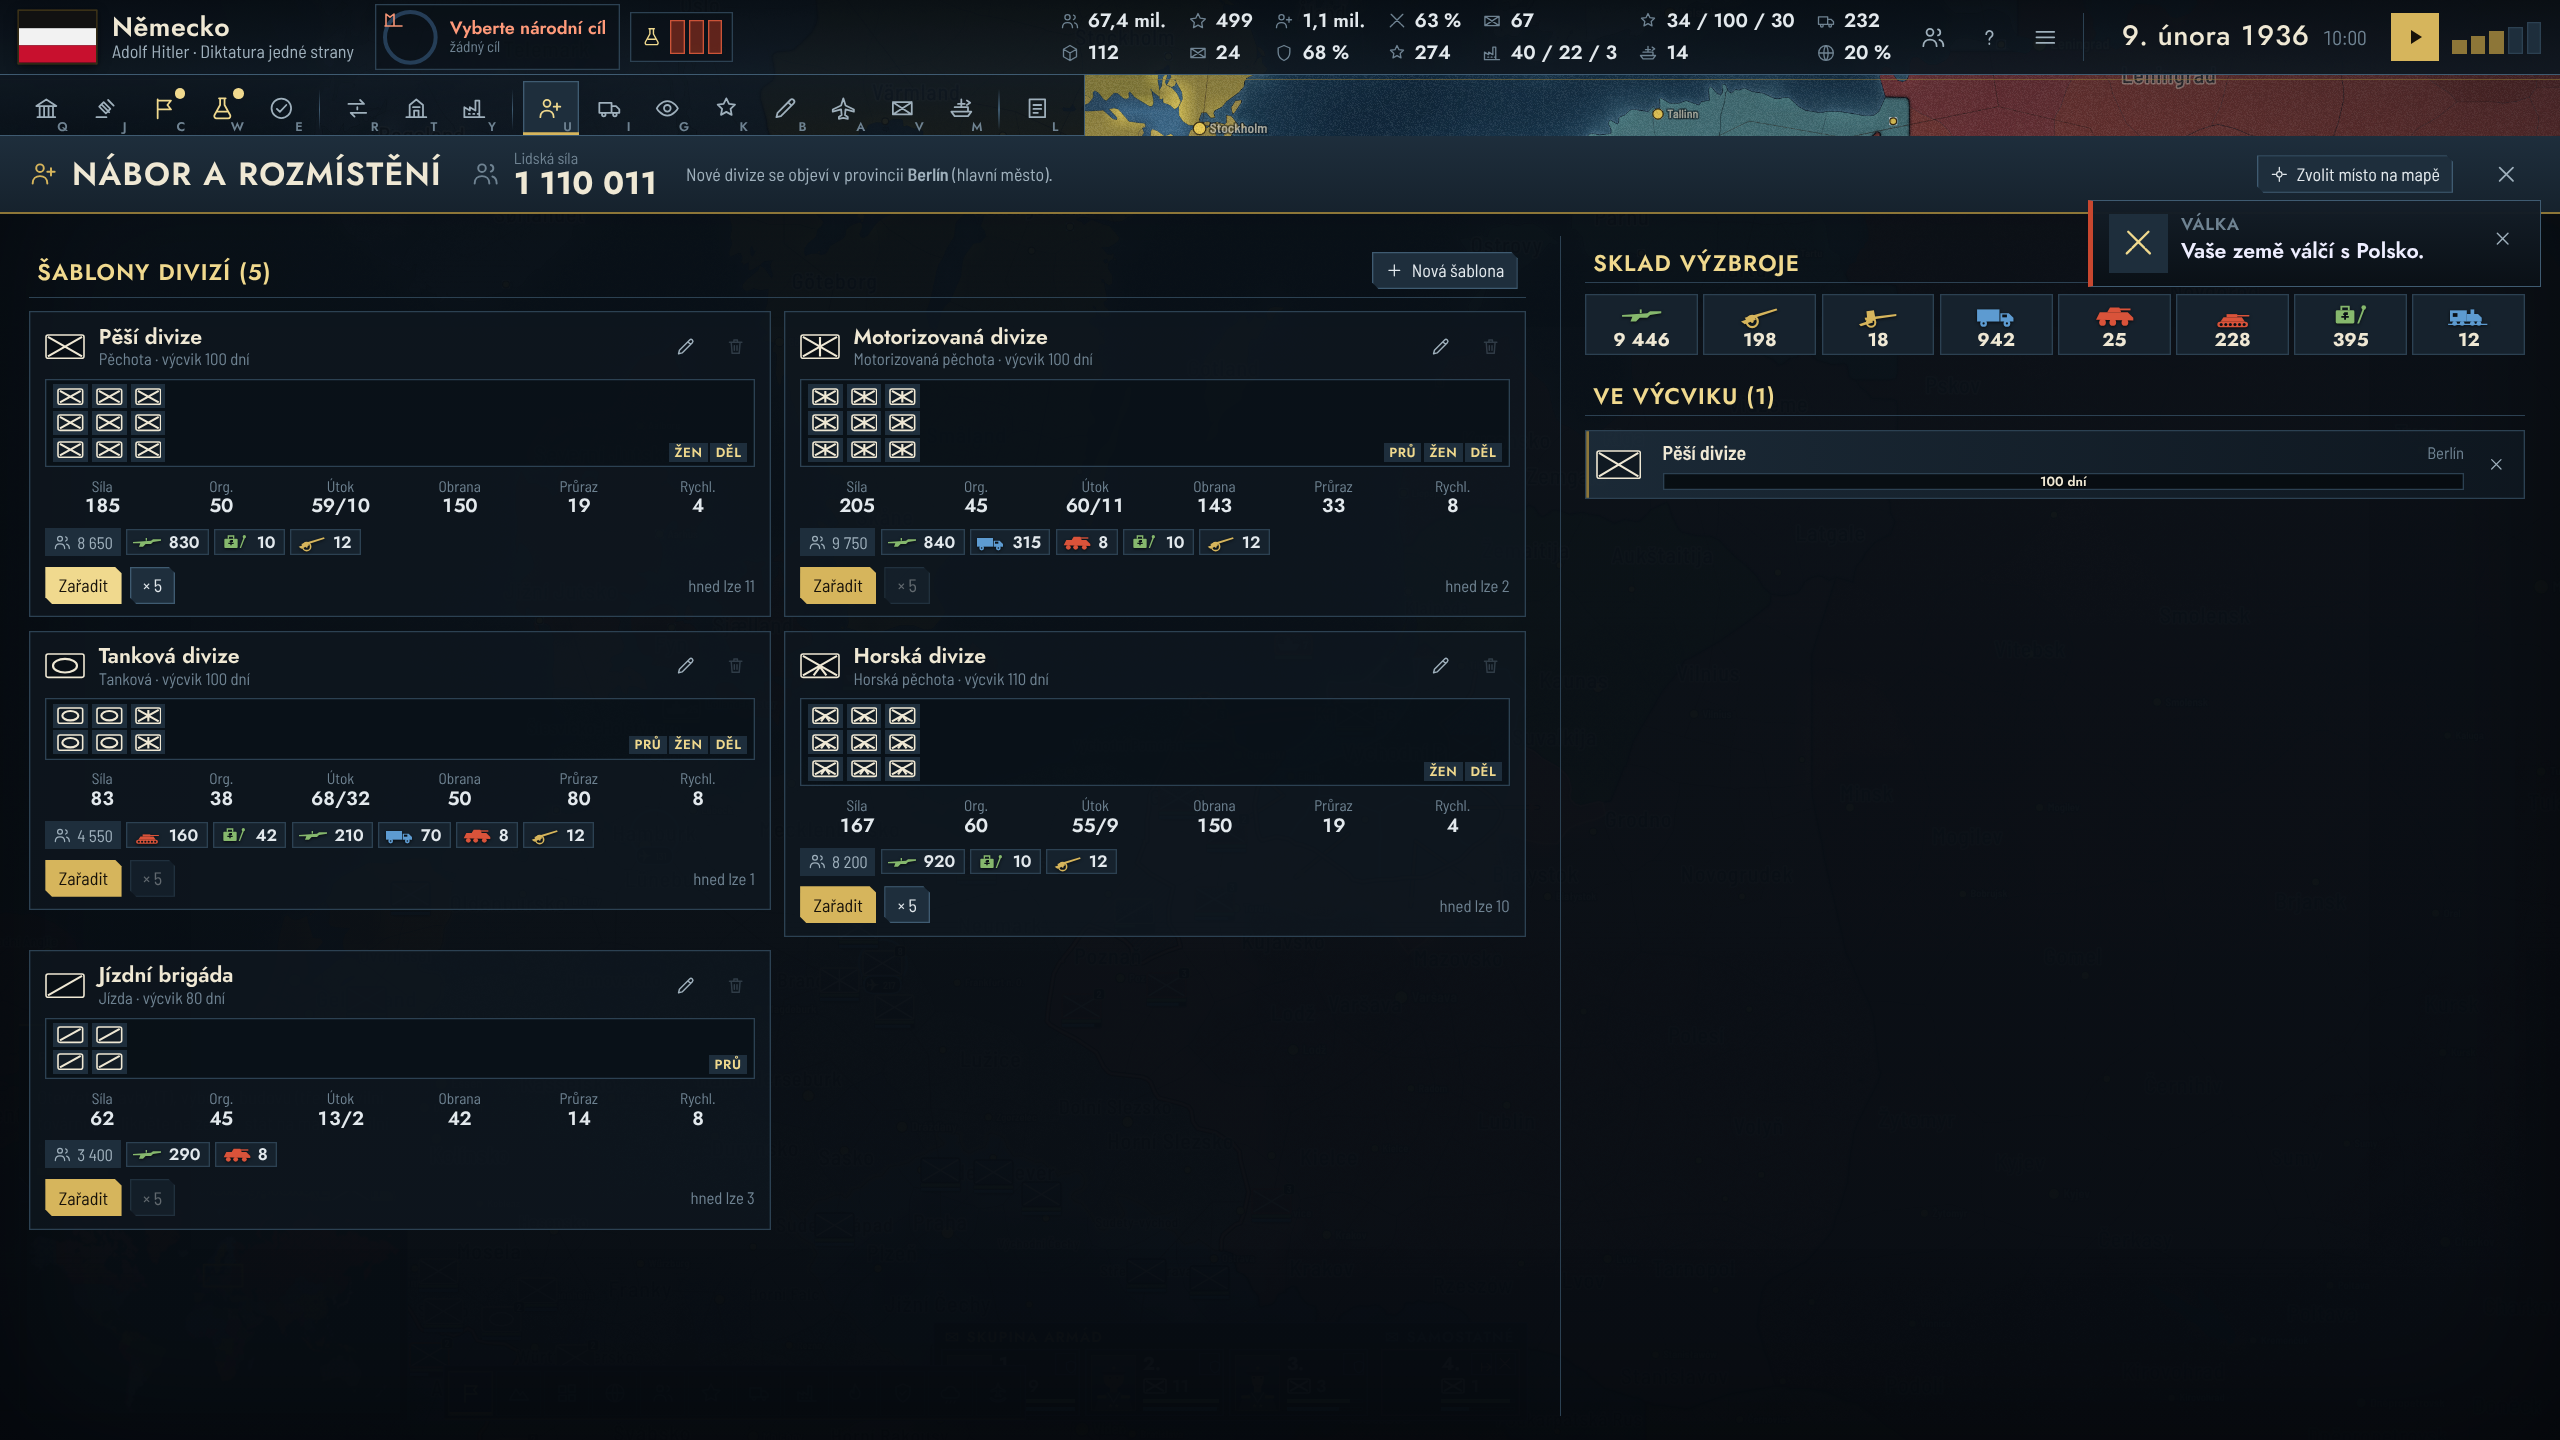 Německo
Adolf Hitler · Diktatura jedné strany
Vyberte národní cíl
žádný cíl
67,4 mil. 499 1,1 mil. 63 % 67 34 / 100 / 30 232
112 24 68 % 274 40 / 22 / 3 14 20 %
9. února 1936 10:00
Q J C W E R T Y U I G K B A V M L
Stockholm
Tallinn
Leningrad
NÁBOR A ROZMÍSTĚNÍ
Lidská síla
1 110 011
Nové divize se objeví v provincii Berlín (hlavní město).
Zvolit místo na mapě
VÁLKA
Vaše země válčí s Polsko.
ŠABLONY DIVIZÍ (5)
Nová šablona
Pěší divize
Pěchota · výcvik 100 dní
ŽEN DĚL
Síla Org. Útok Obrana Průraz Rychl.
185 50 59/10 150 19 4
8 650 830 10 12
Zařadit × 5 hned lze 11
Motorizovaná divize
Motorizovaná pěchota · výcvik 100 dní
PRŮ ŽEN DĚL
Síla Org. Útok Obrana Průraz Rychl.
205 45 60/11 143 33 8
9 750 840 315 8 10 12
Zařadit × 5 hned lze 2
Tanková divize
Tanková · výcvik 100 dní
PRŮ ŽEN DĚL
Síla Org. Útok Obrana Průraz Rychl.
83 38 68/32 50 80 8
4 550 160 42 210 70 8 12
Zařadit × 5 hned lze 1
Horská divize
Horská pěchota · výcvik 110 dní
ŽEN DĚL
Síla Org. Útok Obrana Průraz Rychl.
167 60 55/9 150 19 4
8 200 920 10 12
Zařadit × 5 hned lze 10
Jízdní brigáda
Jízda · výcvik 80 dní
PRŮ
Síla Org. Útok Obrana Průraz Rychl.
62 45 13/2 42 14 8
3 400 290 8
Zařadit × 5 hned lze 3
SKLAD VÝZBROJE
9 446 198 18 942 25 228 395 12
VE VÝCVIKU (1)
Pěší divize Berlín
100 dní